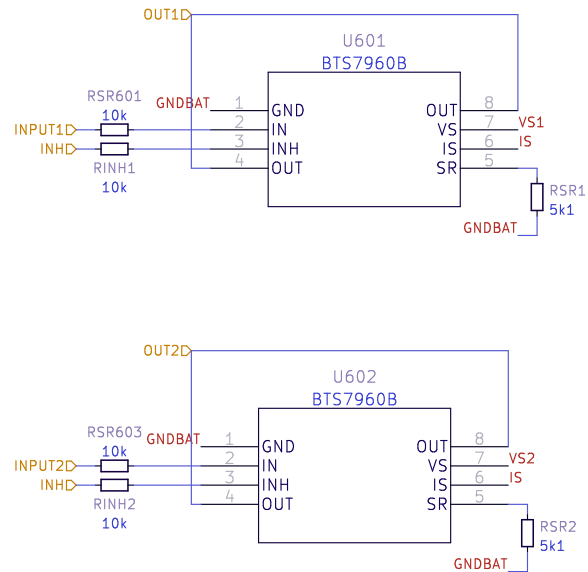 OUT1
U601
BTS7960B
RSR601
10k
GNDBAT
INPUT1
INH
RINH1
10k
1 GND
2 IN
3 INH
4 OUT
OUT 8
VS 7
IS 6
SR 5
VS1
IS
RSR1
5k1
GNDBAT
OUT2
U602
BTS7960B
RSR603
10k
GNDBAT
INPUT2
INH
RINH2
10k
1 GND
2 IN
3 INH
4 OUT
OUT 8
VS 7
IS 6
SR 5
VS2
IS
RSR2
5k1
GNDBAT